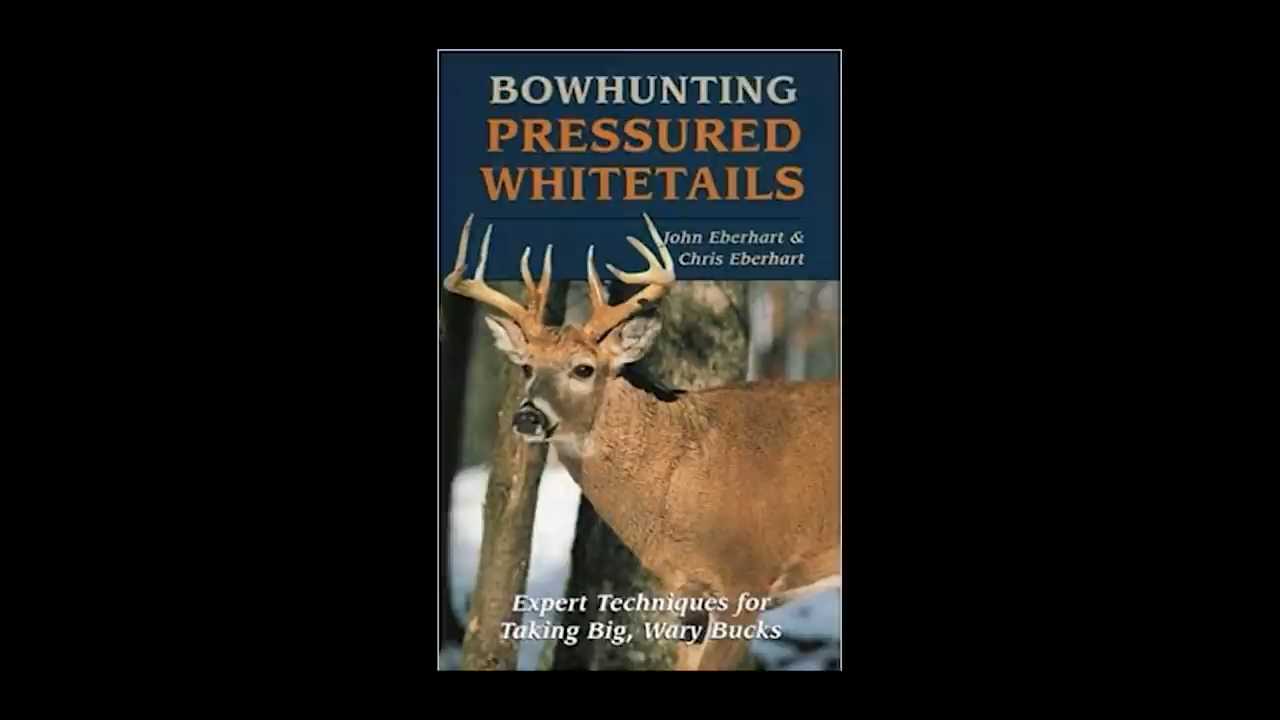 BOWHUNTING
PRESSURED
WHITETAILS
John Eberhart &
Chris Eberhart
Expert Techniques for
Taking Big, Wary Bucks